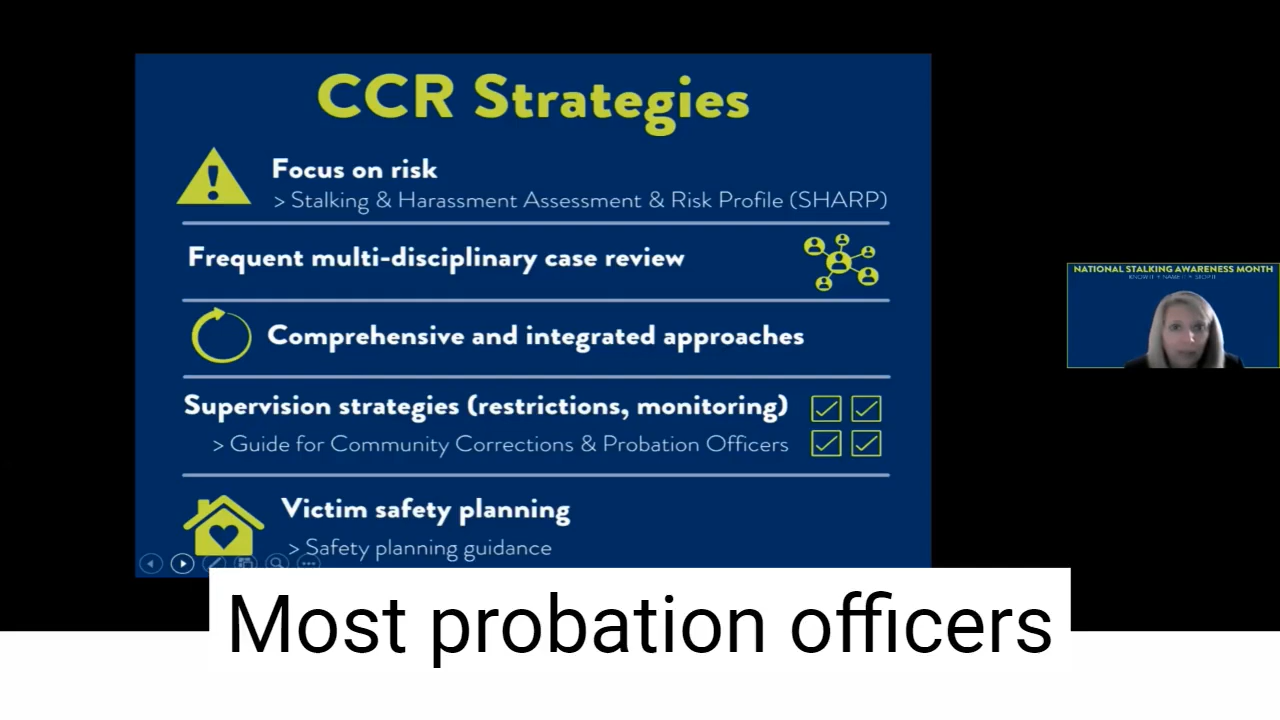 CCR Strategies
Focus on risk
> Stalking & Harassment Assessment & Risk Profile (SHARP)
Frequent multi-disciplinary case review
Comprehensive and integrated approaches
Supervision strategies (restrictions, monitoring)
> Guide for Community Corrections & Probation Officers
Victim safety planning
> Safety planning guidance
NATIONAL STALKING AWARENESS MONTH
Most probation officers